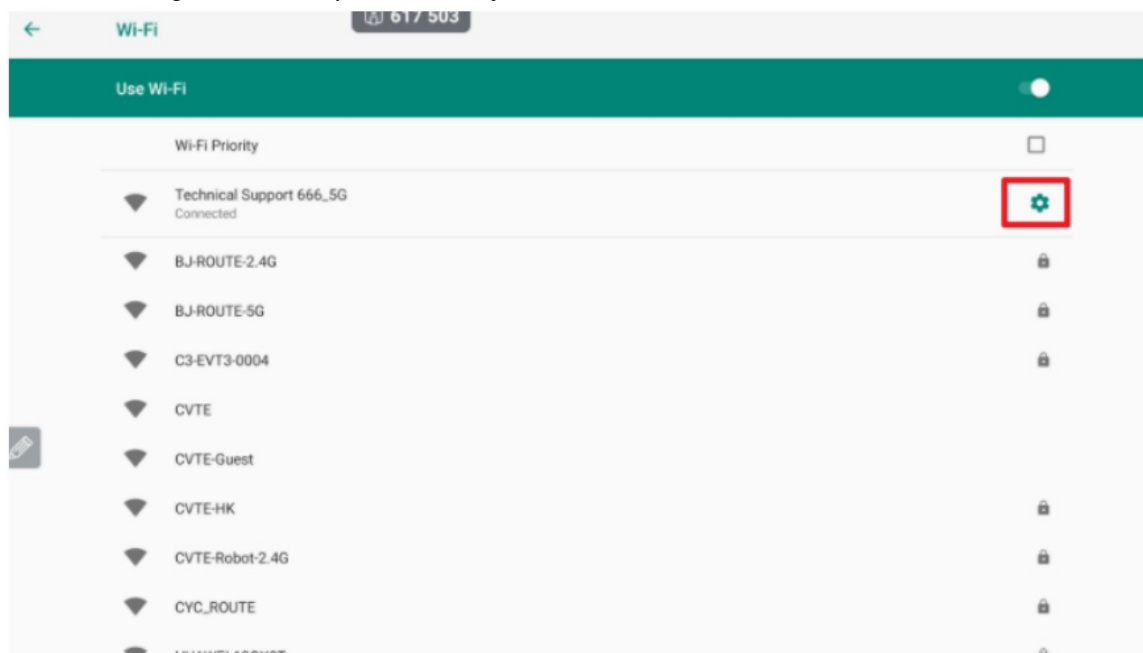 Wi-Fi
617 503
Use Wi-Fi
Wi-Fi Priority
Technical Support 666_5G
Connected
BJ-ROUTE-2.4G
BJ-ROUTE-5G
C3-EVT3-0004
CVTE
CVTE-Guest
CVTE-HK
CVTE-Robot-2.4G
CYC_ROUTE